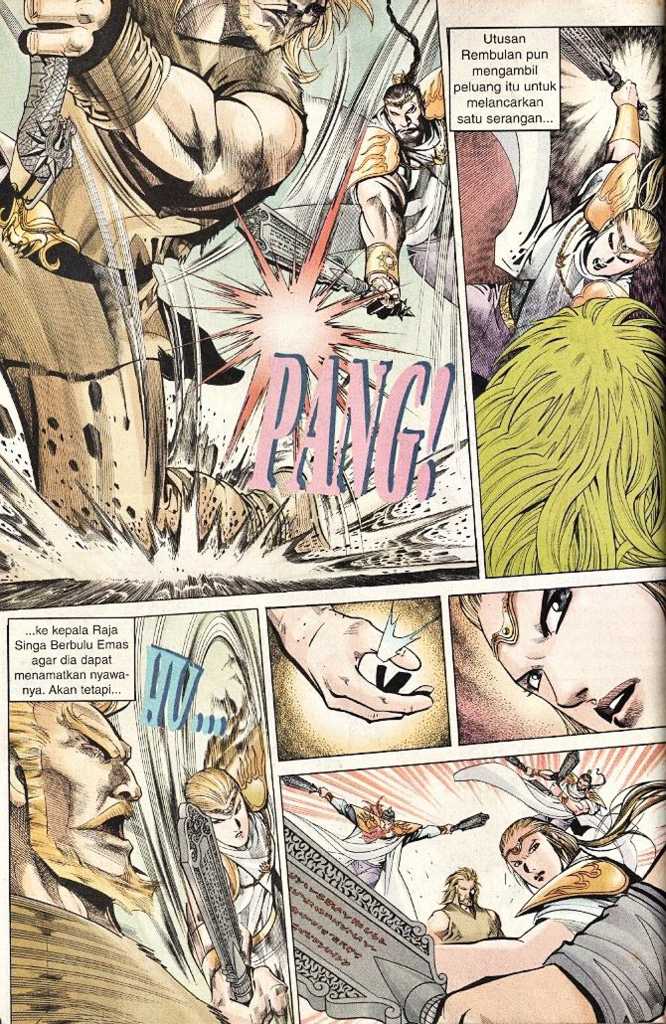 Utusan
Rembulan pun
mengambil
peluang itu untuk
melancarkan
satu serangan...
PANG!
...ke kepala Raja
Singa Berbulu Emas
agar dia dapat
menamatkan nyawa-
nya. Akan tetapi...